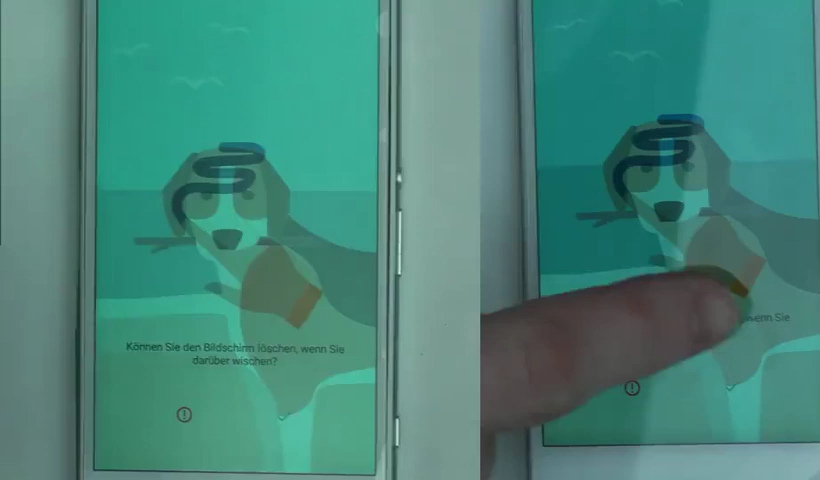 Können Sie den Bildschirm löschen, wenn Sie
darüber wischen?
wenn Sie